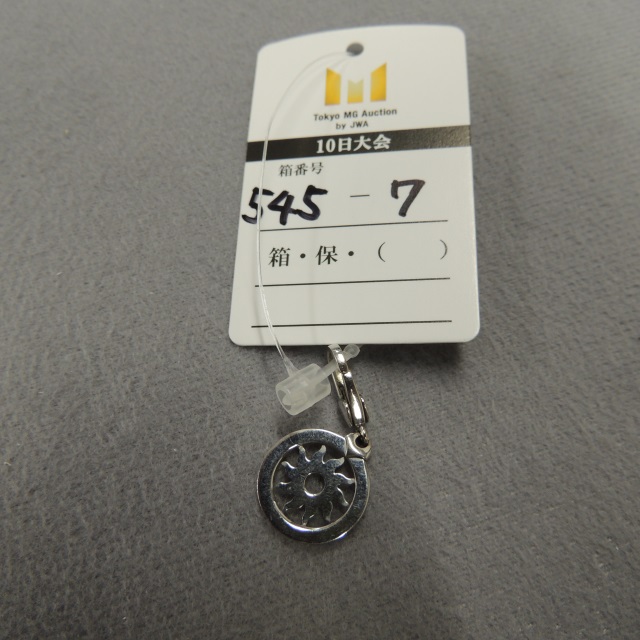 Tokyo MG Auction
by JWA
10日大会
箱番号
545 - 7
箱・保・（　　）